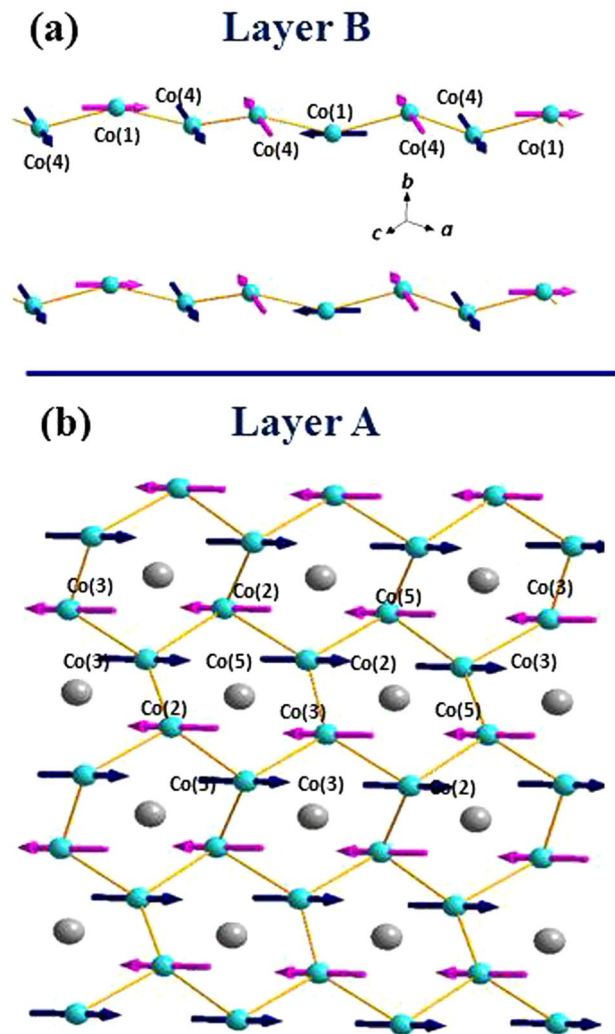 (a) Layer B
Co(4) Co(1)
Co(4)
Co(1) Co(4) Co(4) Co(1)
Co(4)
b
c a
(b) Layer A
Co(3) Co(2) Co(5) Co(3)
Co(3) Co(5) Co(2) Co(3)
Co(2) Co(3) Co(5)
Co(5) Co(3) Co(2)